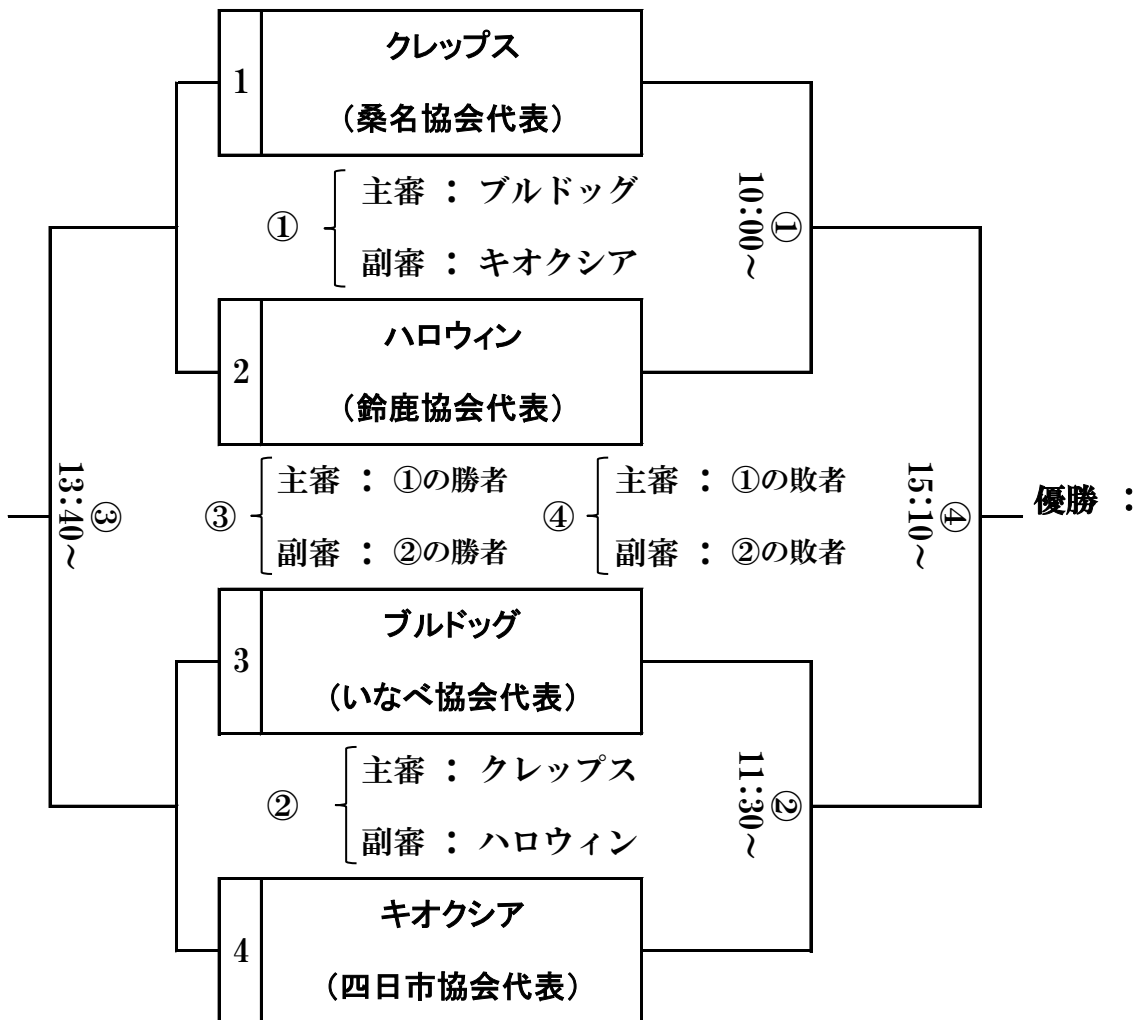 クレップス
1
(桑名協会代表)
① 主審 : ブルドッグ
副審 : キオクシア
10:00~ ①
ハロウィン
2
(鈴鹿協会代表)
13:40~ ③
③ 主審 : ①の勝者
副審 : ②の勝者
④ 主審 : ①の敗者
副審 : ②の敗者
15:10~ ④
優勝 :
ブルドッグ
3
(いなべ協会代表)
② 主審 : クレップス
副審 : ハロウィン
11:30~ ②
キオクシア
4
(四日市協会代表)